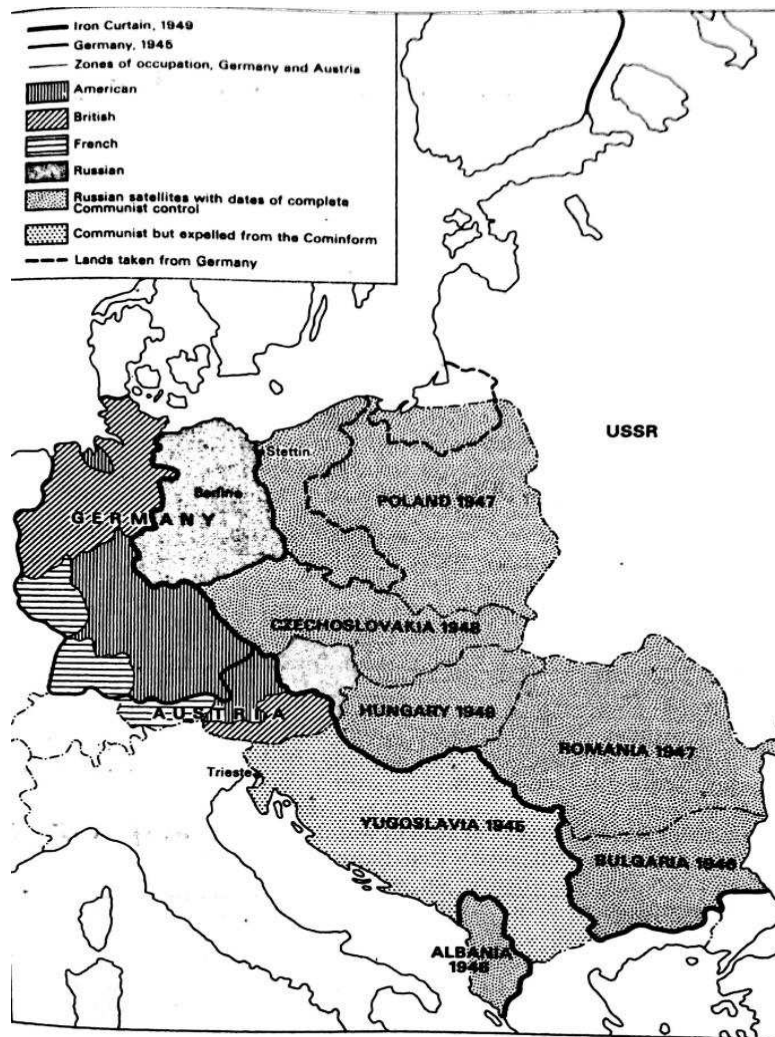 Iron Curtain, 1949
Germany, 1945
Zones of occupation, Germany and Austria
American
British
French
Russian
Russian satellites with dates of complete
Communist control
Communist but expelled from the Cominform
Lands taken from Germany
USSR
Stettin
Berlin
POLAND 1947
GERMANY
CZECHOSLOVAKIA 1948
AUSTRIA
HUNGARY
ROMANIA 1947
Trieste
YUGOSLAVIA 1945
BULGARIA
ALBANIA